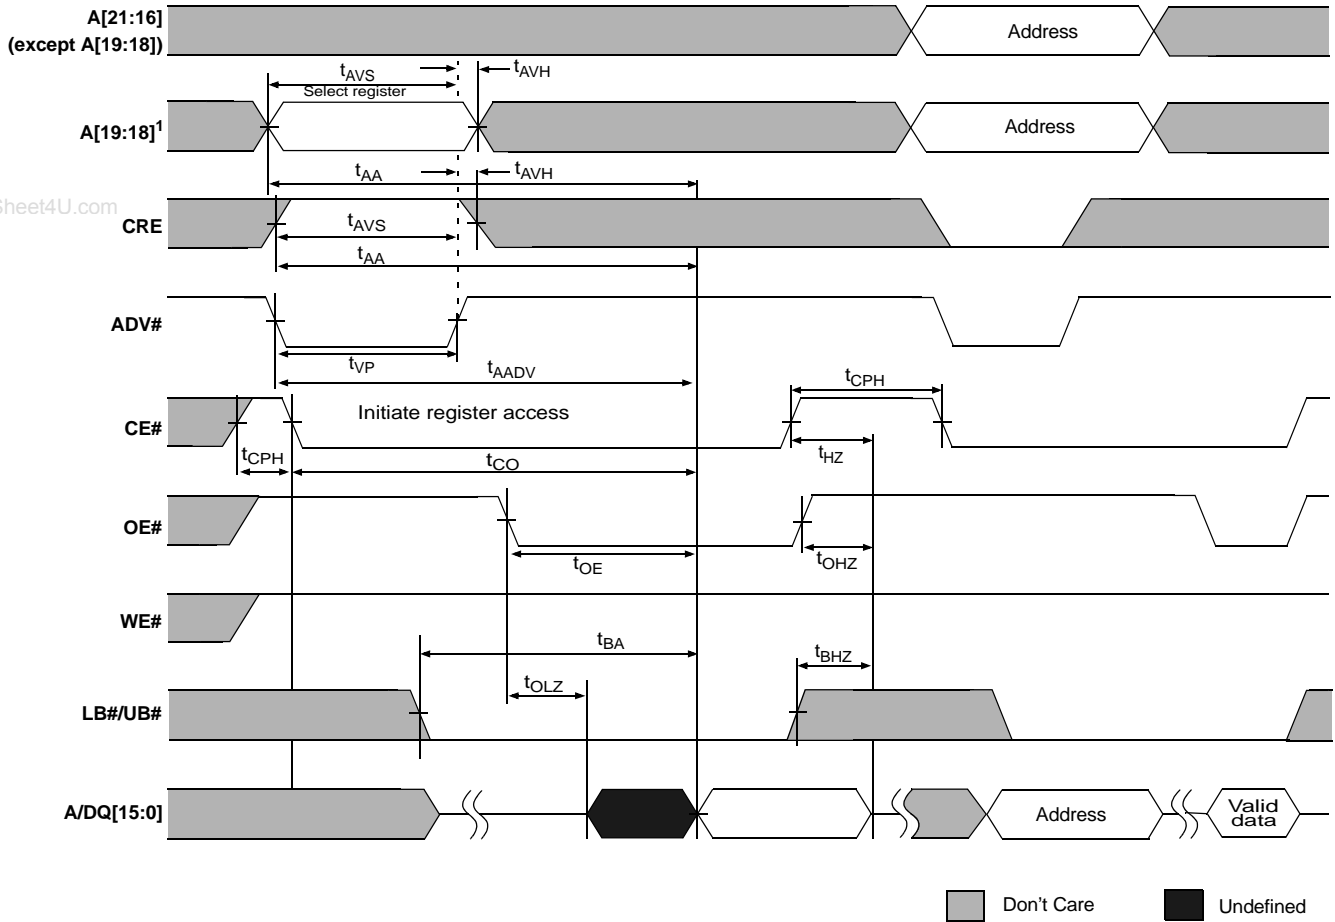 A[21:16]
(except A[19:18])
Address
tAVS
tAVH
Select register
A[19:18]1
Address
tAA
tAVH
Sheet4U.com
CRE
tAVS
tAA
ADV#
tVP
tAADV
tCPH
Initiate register access
CE#
tCPH
tCO
tHZ
OE#
tOE
tOHZ
WE#
tBA
tBHZ
tOLZ
LB#/UB#
A/DQ[15:0]
Address
Valid
data
Don't Care
Undefined